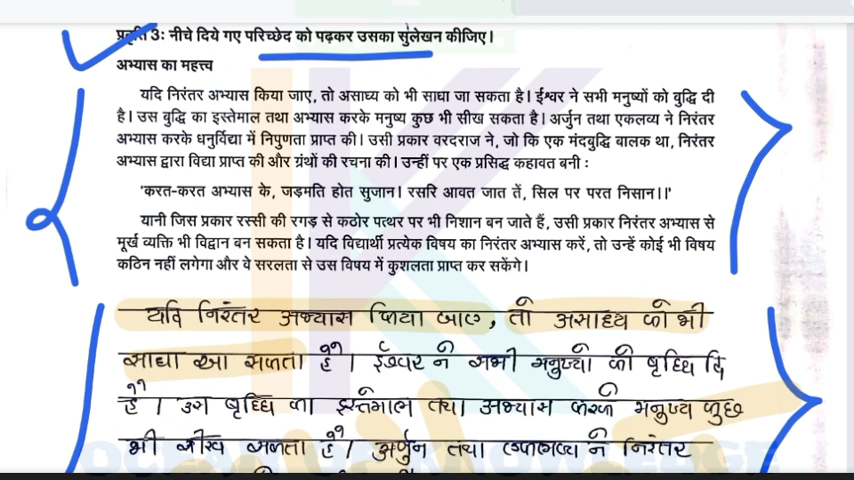 प्रकृति 3: नीचे दिये गए परिच्छेद को पढ़कर उसका सुलेखन कीजिए।
अभ्यास का महत्त्व
यदि निरंतर अभ्यास किया जाए, तो असाध्य को भी साधा जा सकता है। ईश्वर ने सभी मनुष्यों को वुद्धि दी
है। उस वुद्धि का इस्तेमाल तथा अभ्यास करके मनुष्य कुछ भी सीख सकता है। अर्जुन तथा एकलव्य ने निरंतर
अभ्यास करके धनुर्विद्या में निपुणता प्राप्त की। उसी प्रकार वरदराज ने, जो कि एक मंदबुद्धि बालक था, निरंतर
अभ्यास द्वारा विद्या प्राप्त की और ग्रंथों की रचना की। उन्हीं पर एक प्रसिद्ध कहावत बनी :
'करत-करत अभ्यास के, जड़मति होत सुजान। रसरि आवत जात तें, सिल पर परत निसान।।'
यानी जिस प्रकार रस्सी की रगड़ से कठोर पत्थर पर भी निशान बन जाते हैं, उसी प्रकार निरंतर अभ्यास से
मूर्ख व्यक्ति भी विद्वान बन सकता है। यदि विद्यार्थी प्रत्येक विषय का निरंतर अभ्यास करें, तो उन्हें कोई भी विषय
कठिन नहीं लगेगा और वे सरलता से उस विषय में कुशलता प्राप्त कर सकेंगे।
यदि निरंतर अभ्यास किया जाए, तो असाध्य को भी
साधा जा सकता है। ईश्वर ने सभी मनुष्यो को बृध्धि दि
है। उस बृध्धि का इस्तेमाल तथा अभ्यास करके मनुष्य कुछ
भी सीख सकता है। अर्जुन तथा एकलव्य ने निरंतर